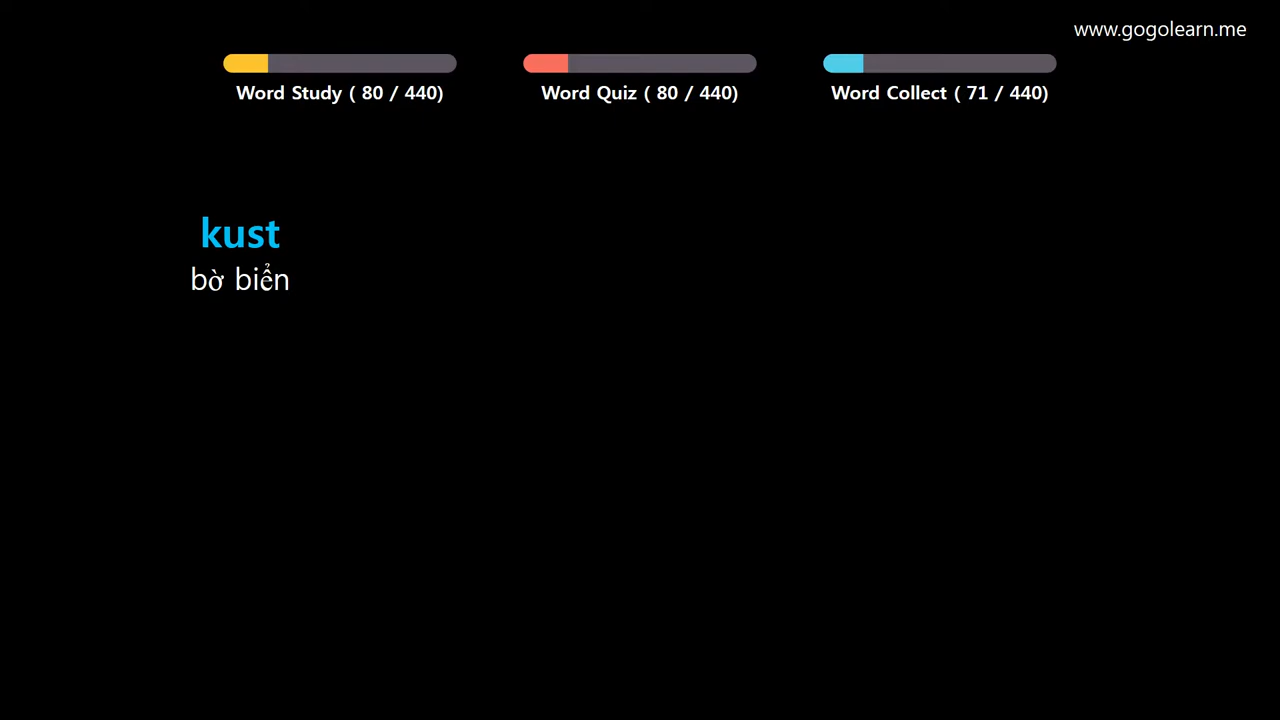 www.gogolearn.me
Word Study ( 80 / 440)
Word Quiz ( 80 / 440)
Word Collect ( 71 / 440)
kust
bờ biển